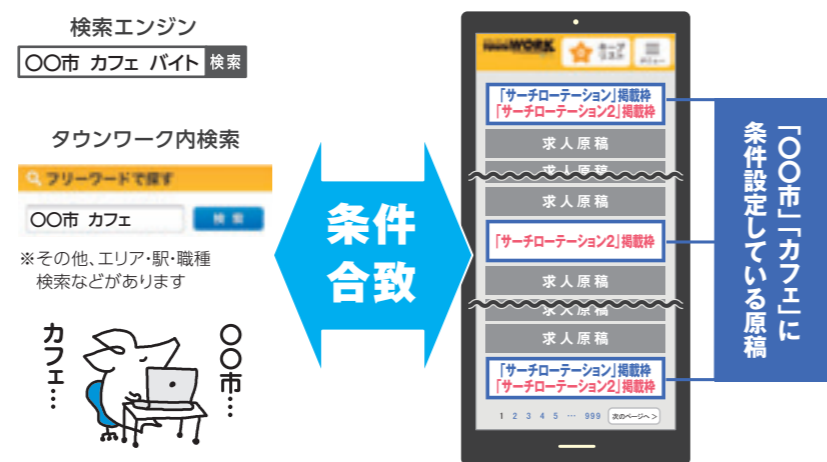 検索エンジン
〇〇市 カフェ バイト 検索
タウンワーク内検索
フリーワードで探す
〇〇市 カフェ 検索
※その他、エリア・駅・職種
検索などがあります
カフェ…
〇〇市…
条件
合致
WORK
キープ
リスト
メニュー
「サーチローテーション」掲載枠
「サーチローテーション2」掲載枠
求人原稿
求人原稿
求人原稿
「サーチローテーション2」掲載枠
求人原稿
求人原稿
求人原稿
「サーチローテーション」掲載枠
「サーチローテーション2」掲載枠
1 2 3 4 5 … 999 次のページへ >
「〇〇市」「カフェ」に
条件設定している原稿